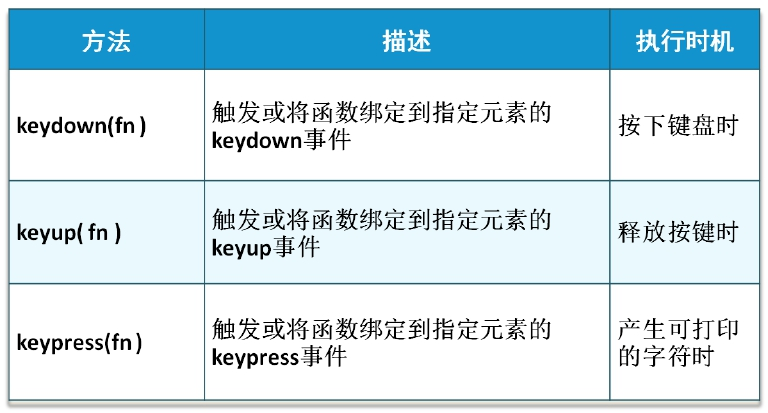 方法 描述 执行时机
keydown(fn) 触发或将函数绑定到指定元素的 按下键盘时
keydown事件
keyup( fn ) 触发或将函数绑定到指定元素的 释放按键时
keyup事件
keypress(fn) 触发或将函数绑定到指定元素的 产生可打印
keypress事件 的字符时